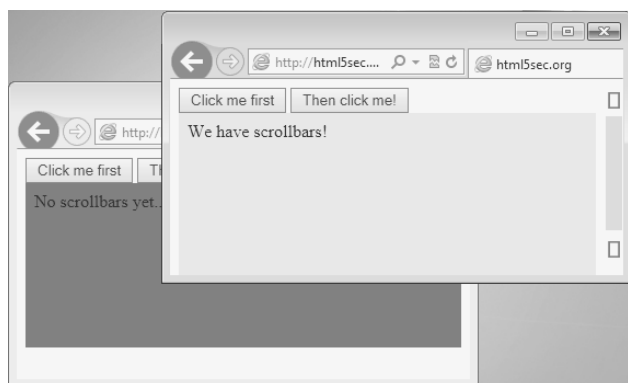 http://html5sec....
html5sec.org
Click me first
Then click me!
We have scrollbars!
http://
Click me first
No scrollbars yet..